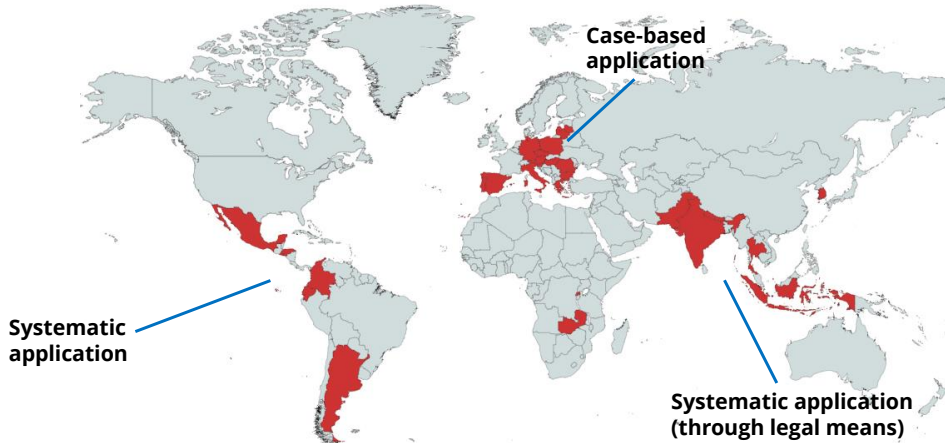 Case-based
application
Systematic
application
Systematic application
(through legal means)